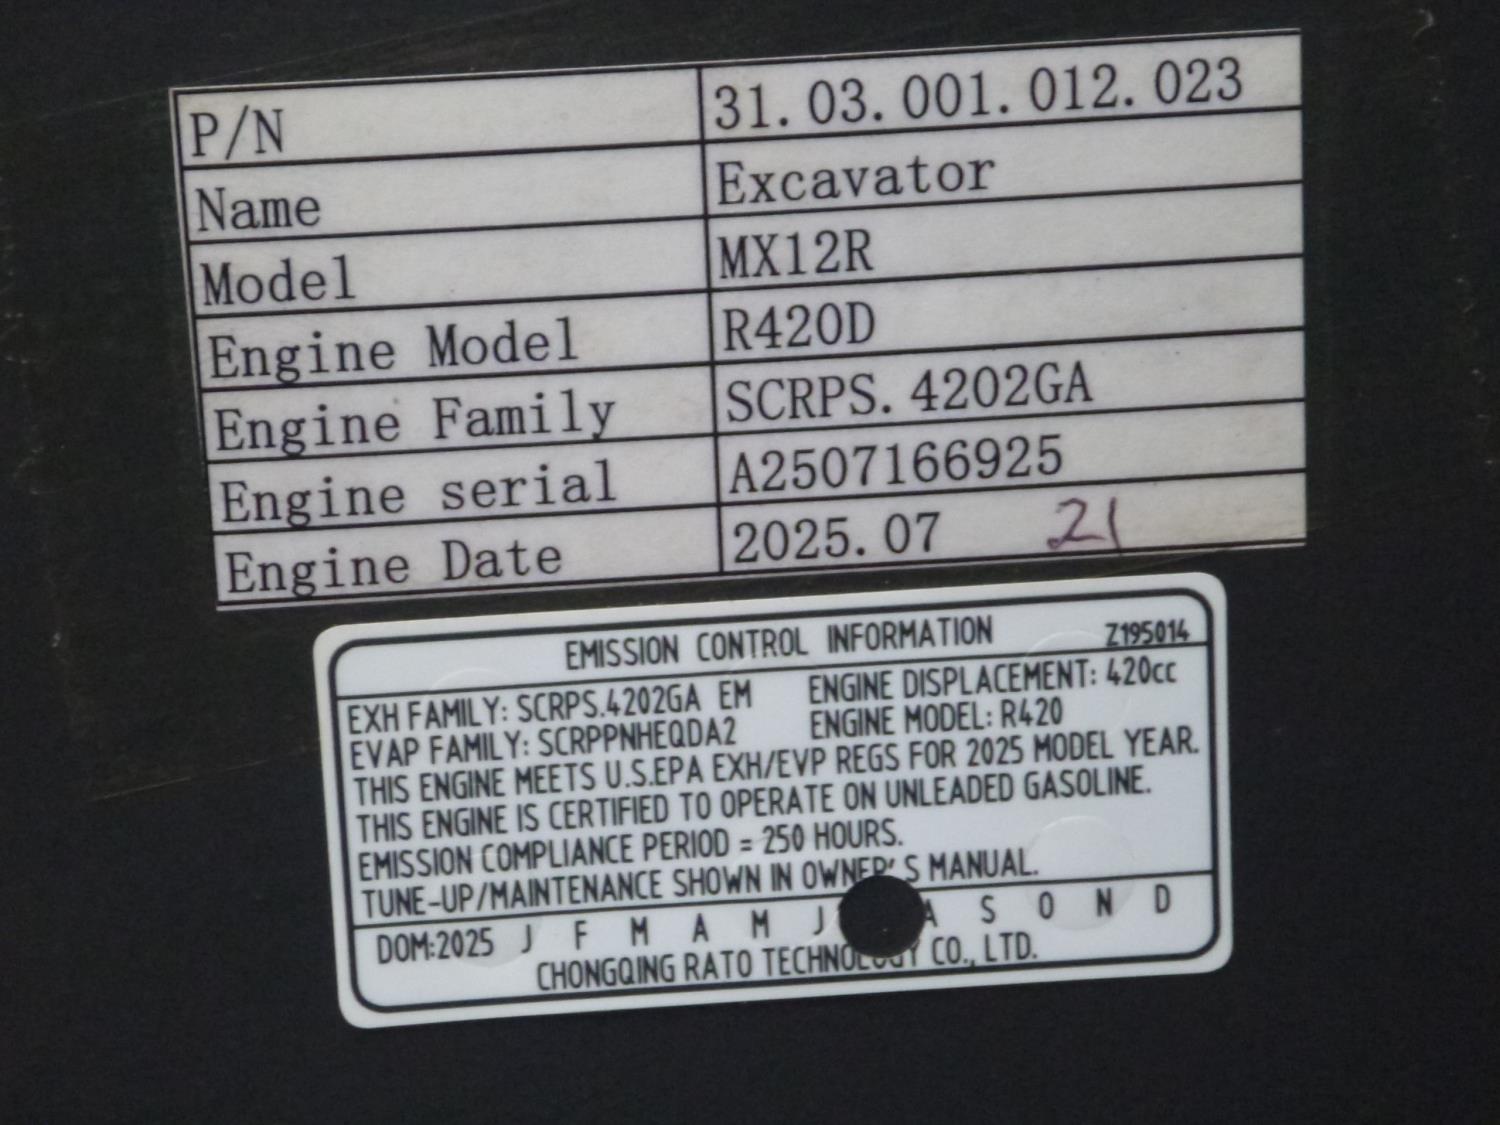 P/N 31.03.001.012.023
Name Excavator
Model MX12R
Engine Model R420D
Engine Family SCRPS.4202GA
Engine serial A2507166925
Engine Date 2025.07 21
EMISSION CONTROL INFORMATION Z195014
EXH FAMILY: SCRPS.4202GA EM ENGINE DISPLACEMENT: 420cc
EVAP FAMILY: SCRPPNHEQDA2 ENGINE MODEL: R420
THIS ENGINE MEETS U.S.EPA EXH/EVP REGS FOR 2025 MODEL YEAR.
THIS ENGINE IS CERTIFIED TO OPERATE ON UNLEADED GASOLINE.
EMISSION COMPLIANCE PERIOD = 250 HOURS.
TUNE-UP/MAINTENANCE SHOWN IN OWNER'S MANUAL.
DOM:2025 J F M A M J A S O N D
CHONGQING RATO TECHNOLOGY CO., LTD.